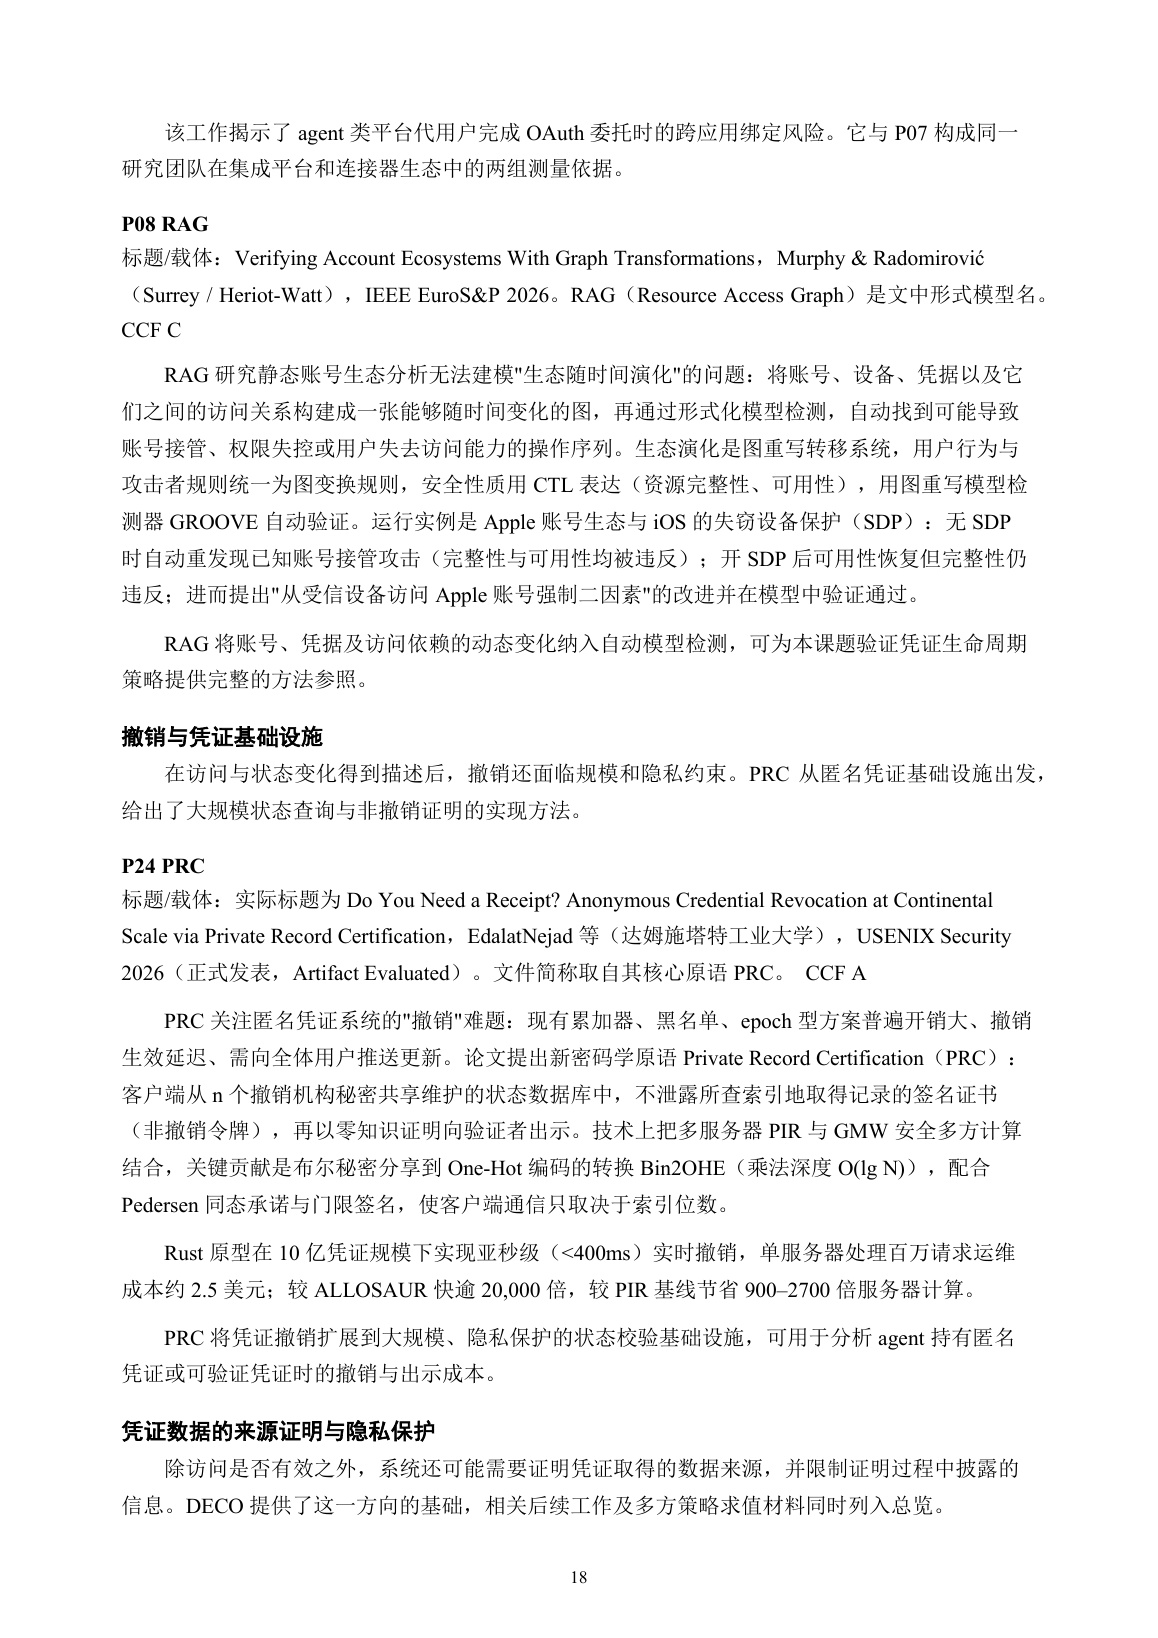 该工作揭示了 agent 类平台代用户完成 OAuth 委托时的跨应用绑定风险。它与 P07 构成同一
研究团队在集成平台和连接器生态中的两组测量依据。
P08 RAG
标题/载体：Verifying Account Ecosystems With Graph Transformations，Murphy & Radomirović
（Surrey / Heriot-Watt），IEEE EuroS&P 2026。RAG（Resource Access Graph）是文中形式模型名。
CCF C
RAG 研究静态账号生态分析无法建模"生态随时间演化"的问题：将账号、设备、凭据以及它
们之间的访问关系构建成一张能够随时间变化的图，再通过形式化模型检测，自动找到可能导致
账号接管、权限失控或用户失去访问能力的操作序列。生态演化是图重写转移系统，用户行为与
攻击者规则统一为图变换规则，安全性质用 CTL 表达（资源完整性、可用性），用图重写模型检
测器 GROOVE 自动验证。运行实例是 Apple 账号生态与 iOS 的失窃设备保护（SDP）：无 SDP
时自动重发现已知账号接管攻击（完整性与可用性均被违反）；开 SDP 后可用性恢复但完整性仍
违反；进而提出"从受信设备访问 Apple 账号强制二因素"的改进并在模型中验证通过。
RAG 将账号、凭据及访问依赖的动态变化纳入自动模型检测，可为本课题验证凭证生命周期
策略提供完整的方法参照。
撤销与凭证基础设施
在访问与状态变化得到描述后，撤销还面临规模和隐私约束。PRC 从匿名凭证基础设施出发，
给出了大规模状态查询与非撤销证明的实现方法。
P24 PRC
标题/载体：实际标题为 Do You Need a Receipt? Anonymous Credential Revocation at Continental
Scale via Private Record Certification，EdalatNejad 等（达姆施塔特工业大学），USENIX Security
2026（正式发表，Artifact Evaluated）。文件简称取自其核心原语 PRC。 CCF A
PRC 关注匿名凭证系统的"撤销"难题：现有累加器、黑名单、epoch 型方案普遍开销大、撤销
生效延迟、需向全体用户推送更新。论文提出新密码学原语 Private Record Certification（PRC）：
客户端从 n 个撤销机构秘密共享维护的状态数据库中，不泄露所查索引地取得记录的签名证书
（非撤销令牌），再以零知识证明向验证者出示。技术上把多服务器 PIR 与 GMW 安全多方计算
结合，关键贡献是布尔秘密分享到 One-Hot 编码的转换 Bin2OHE（乘法深度 O(lg N)），配合
Pedersen 同态承诺与门限签名，使客户端通信只取决于索引位数。
Rust 原型在 10 亿凭证规模下实现亚秒级（<400ms）实时撤销，单服务器处理百万请求运维
成本约 2.5 美元；较 ALLOSAUR 快逾 20,000 倍，较 PIR 基线节省 900–2700 倍服务器计算。
PRC 将凭证撤销扩展到大规模、隐私保护的状态校验基础设施，可用于分析 agent 持有匿名
凭证或可验证凭证时的撤销与出示成本。
凭证数据的来源证明与隐私保护
除访问是否有效之外，系统还可能需要证明凭证取得的数据来源，并限制证明过程中披露的
信息。DECO 提供了这一方向的基础，相关后续工作及多方策略求值材料同时列入总览。
18